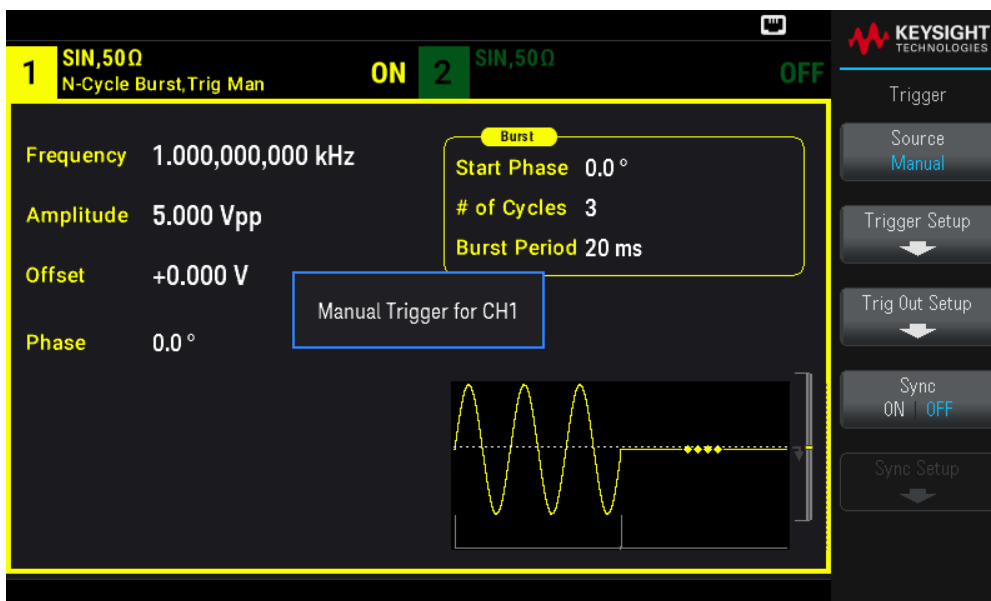 1 SIN,50Ω
N-Cycle Burst,Trig Man
ON
2 SIN,50Ω
OFF
Frequency 1.000,000,000 kHz
Amplitude 5.000 Vpp
Offset +0.000 V
Phase 0.0 °
Burst
Start Phase 0.0 °
# of Cycles 3
Burst Period 20 ms
Manual Trigger for CH1
KEYSIGHT
TECHNOLOGIES
Trigger
Source
Manual
Trigger Setup
Trig Out Setup
Sync
ON | OFF
Sync Setup